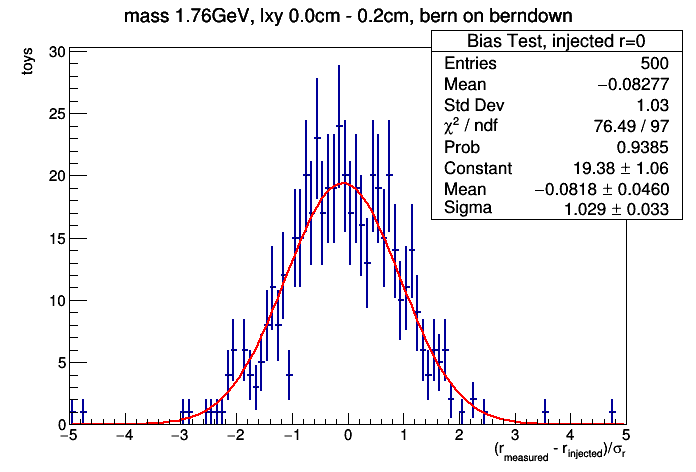 mass 1.76GeV, lxy 0.0cm - 0.2cm, bern on berndown
Bias Test, injected r=0
Entries 500
Mean −0.08277
Std Dev 1.03
χ² / ndf 76.49 / 97
Prob 0.9385
Constant 19.38 ± 1.06
Mean −0.0818 ± 0.0460
Sigma 1.029 ± 0.033
toys
30
25
20
15
10
5
0
−5 −4 −3 −2 −1 0 1 2 3 4 5
(r_measured - r_injected)/σ_r